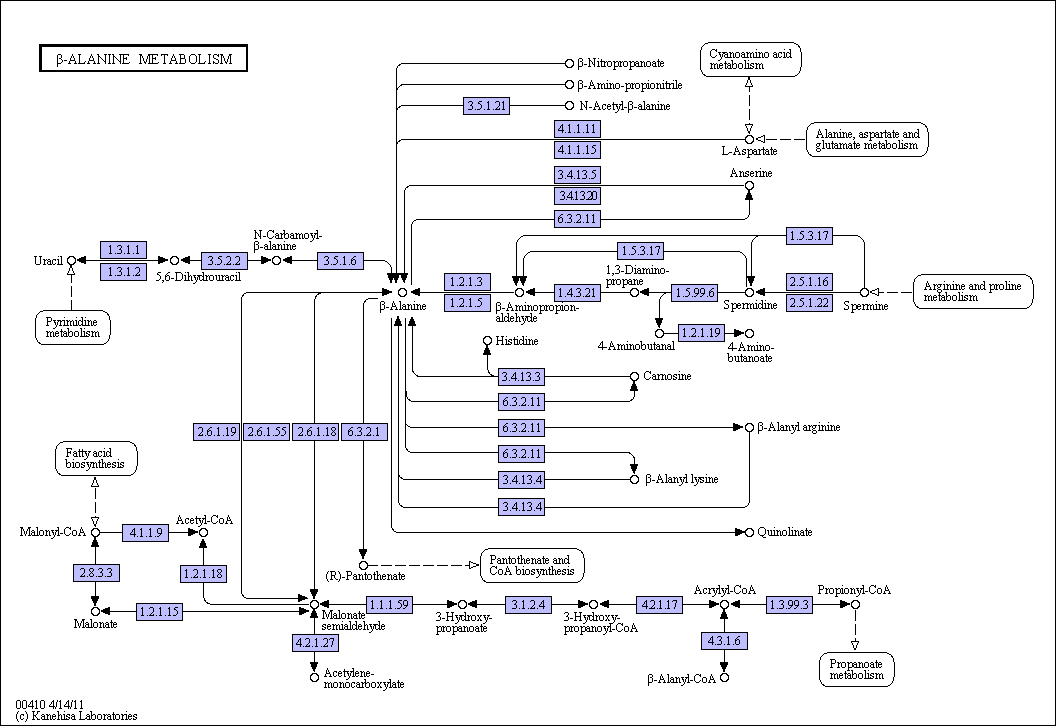 β-ALANINE METABOLISM
Cyanoamino acid
metabolism
β-Nitropropanoate
β-Amino-propionitrile
3.5.1.21
N-Acetyl-β-alanine
4.1.1.11
4.1.1.15
L-Aspartate
Alanine, aspartate and
glutamate metabolism
3.4.13.5
3.4.13.20
6.3.2.11
Anserine
N-Carbamoyl-
β-alanine
1.5.3.17
1.5.3.17
Uracil
1.3.1.1
1.3.1.2
5,6-Dihydrouracil
3.5.2.2
3.5.1.6
1,3-Diamino-
propane
β-Alanine
1.2.1.3
1.2.1.5
β-Aminopropion-
aldehyde
1.4.3.21
1.5.99.6
Spermidine
2.5.1.16
2.5.1.22
Spermine
Arginine and proline
metabolism
Pyrimidine
metabolism
Histidine
4-Aminobutanal
1.2.1.19
4-Amino-
butanoate
3.4.13.3
Carnosine
6.3.2.11
2.6.1.19
2.6.1.55
2.6.1.18
6.3.2.1
6.3.2.11
β-Alanyl arginine
6.3.2.11
3.4.13.4
β-Alanyl lysine
3.4.13.4
Fatty acid
biosynthesis
Malonyl-CoA
4.1.1.9
Acetyl-CoA
Quinolinate
2.8.3.3
1.2.1.18
(R)-Pantothenate
Pantothenate and
CoA biosynthesis
Malonate
1.2.1.15
Malonate
semialdehyde
1.1.1.59
3-Hydroxy-
propanoate
3.1.2.4
3-Hydroxy-
propanoyl-CoA
4.2.1.17
Acrylyl-CoA
1.3.99.3
Propionyl-CoA
4.2.1.27
4.3.1.6
Acetylene-
monocarboxylate
β-Alanyl-CoA
Propanoate
metabolism
00410 4/14/11
(c) Kanehisa Laboratories